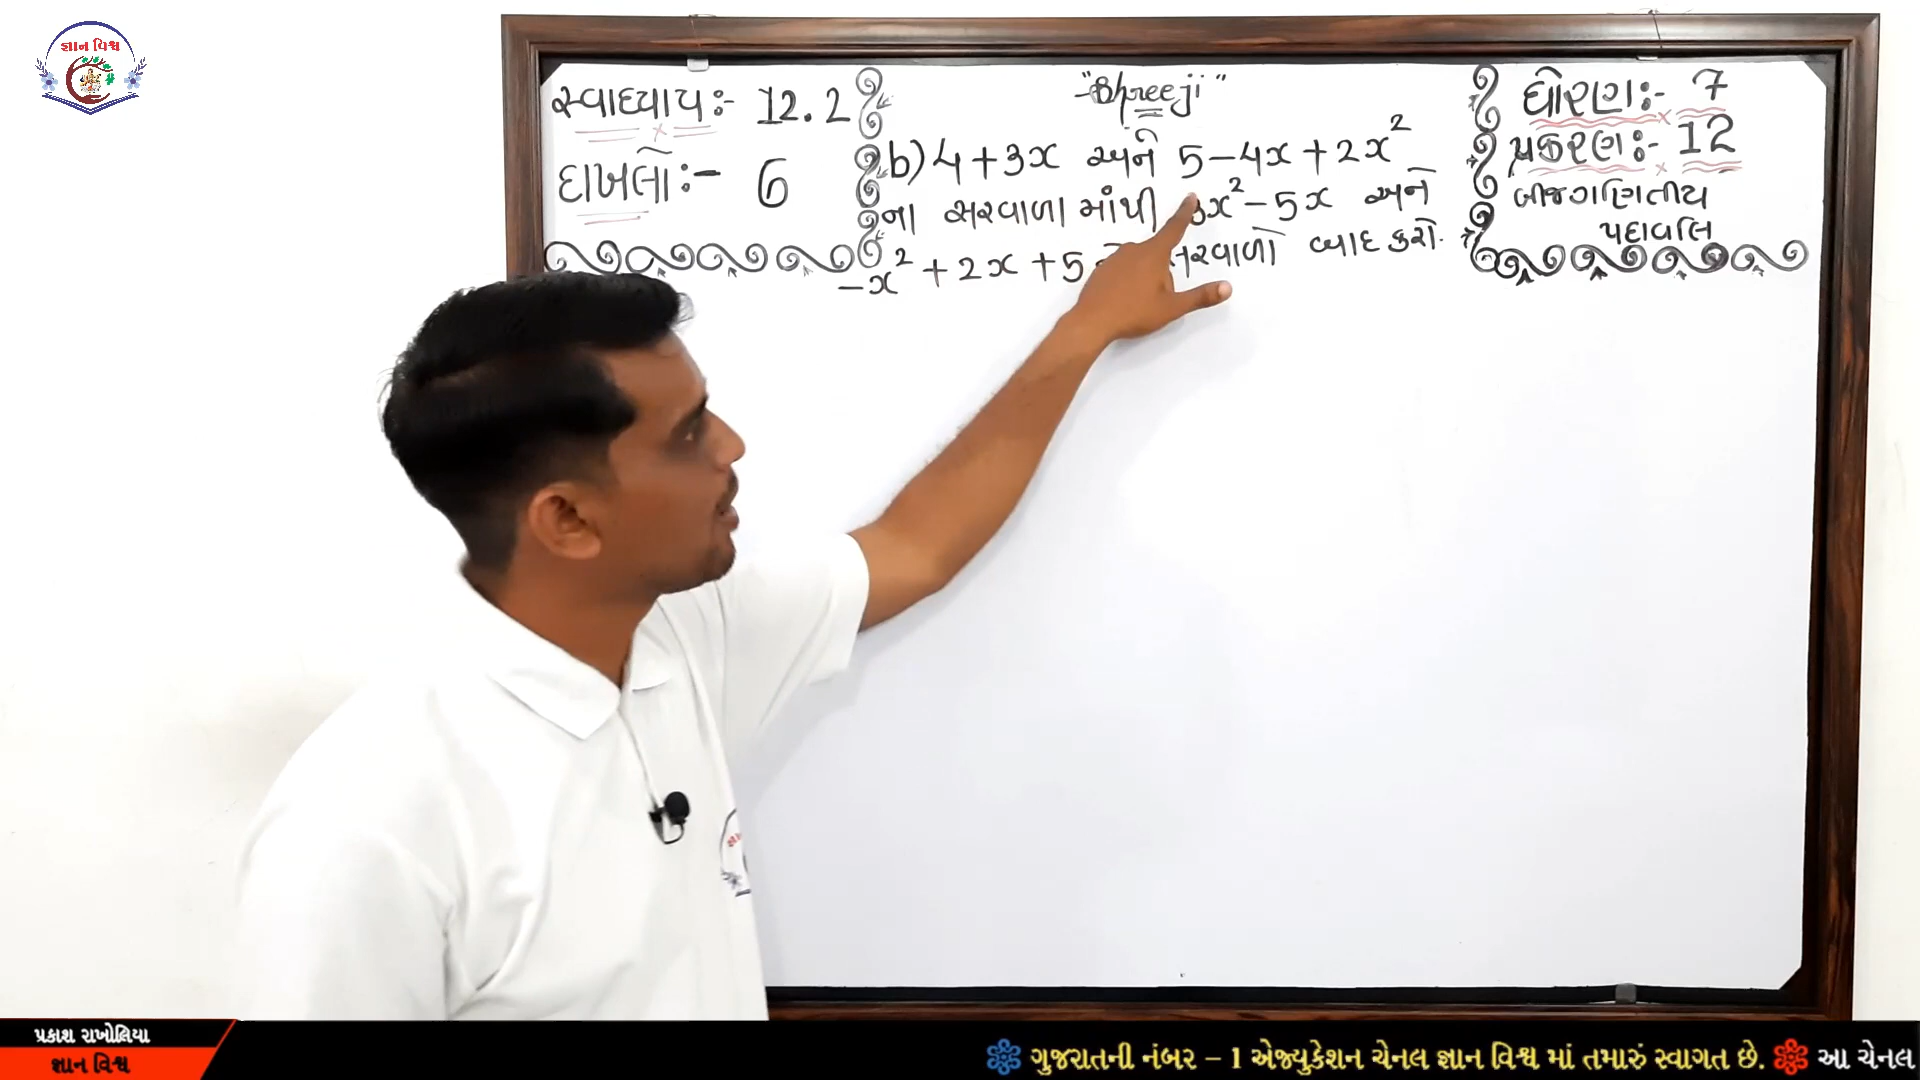 જ્ઞાન વિશ્વ
સ્વાધ્યાય:- 12.2
દાખલો:- 6
"Shreeji"
b) 4+3x અને 5-4x+2x²
ના સરવાળા માંથી 3x²-5x અને
-x²+2x+5 સરવાળો બાદ કરો.
ધોરણ:- 7
પ્રકરણ:- 12
બીજગણિતીય
પદાવલિ
પ્રકાશ રાખોલિયા
જ્ઞાન વિશ્વ
ગુજરાતની નંબર – 1 એજ્યુકેશન ચેનલ જ્ઞાન વિશ્વ માં તમારું સ્વાગત છે. આ ચેનલ